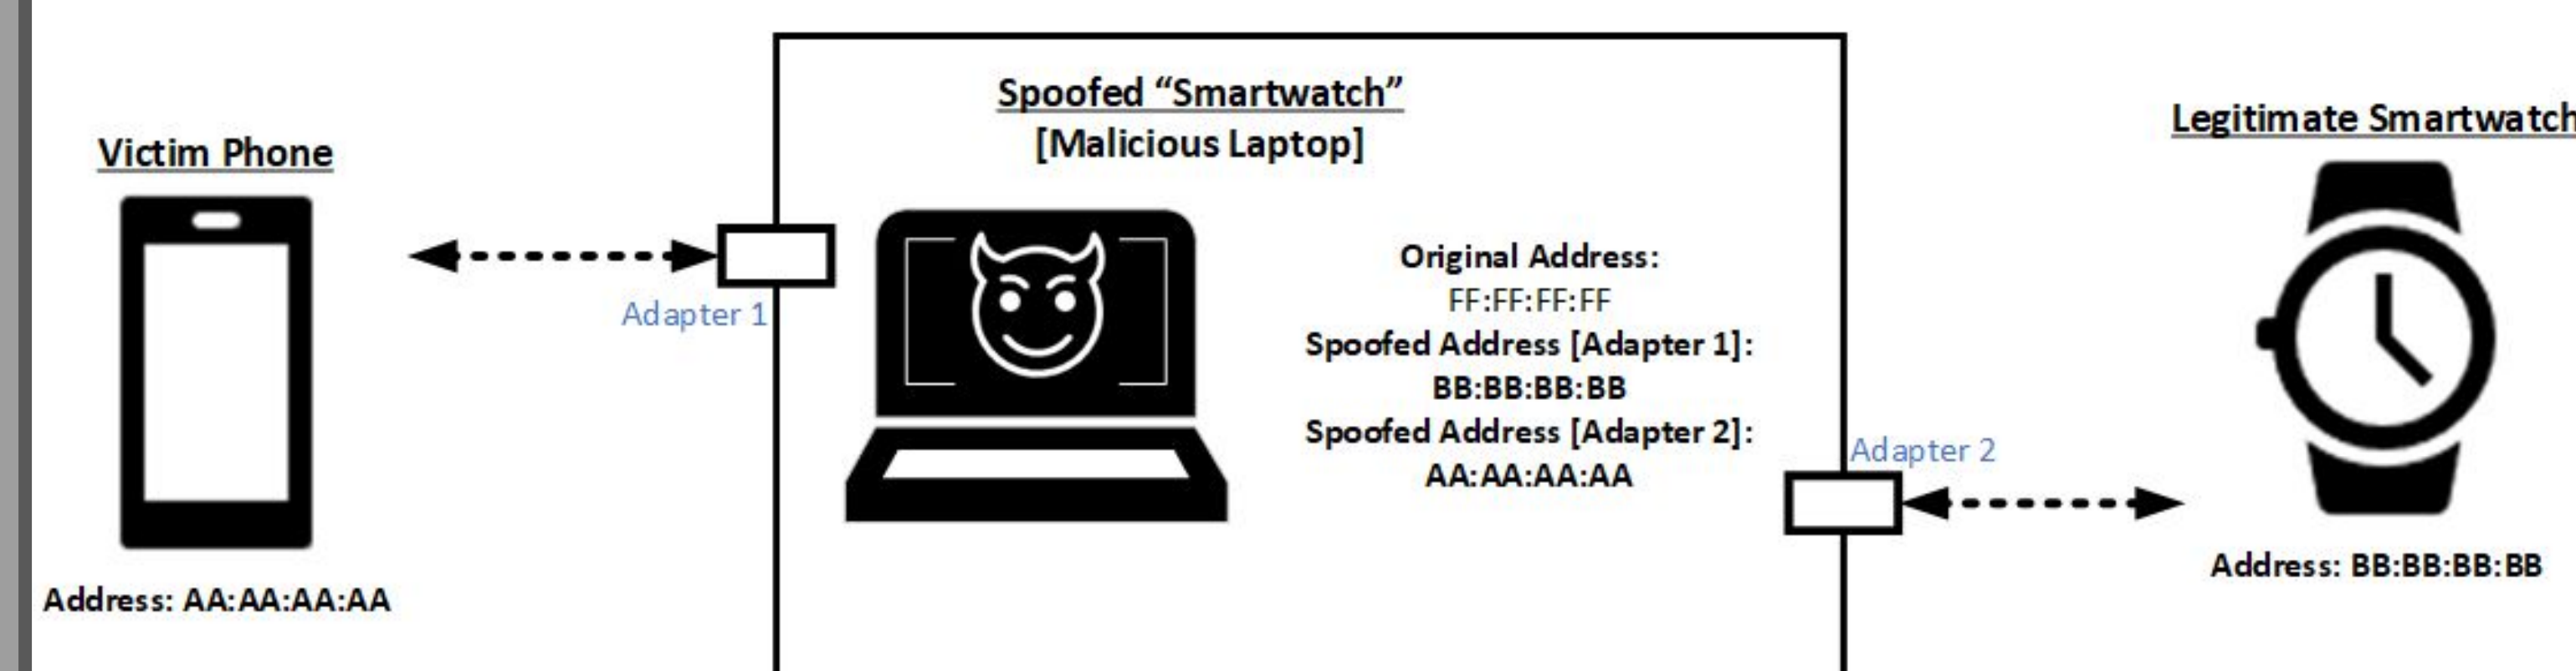 Spoofed “Smartwatch”
[Malicious Laptop]
Victim Phone
Adapter 1
Address: AA:AA:AA:AA
Original Address:
FF:FF:FF:FF
Spoofed Address [Adapter 1]:
BB:BB:BB:BB
Spoofed Address [Adapter 2]:
AA:AA:AA:AA
Legitimate Smartwatch
Adapter 2
Address: BB:BB:BB:BB